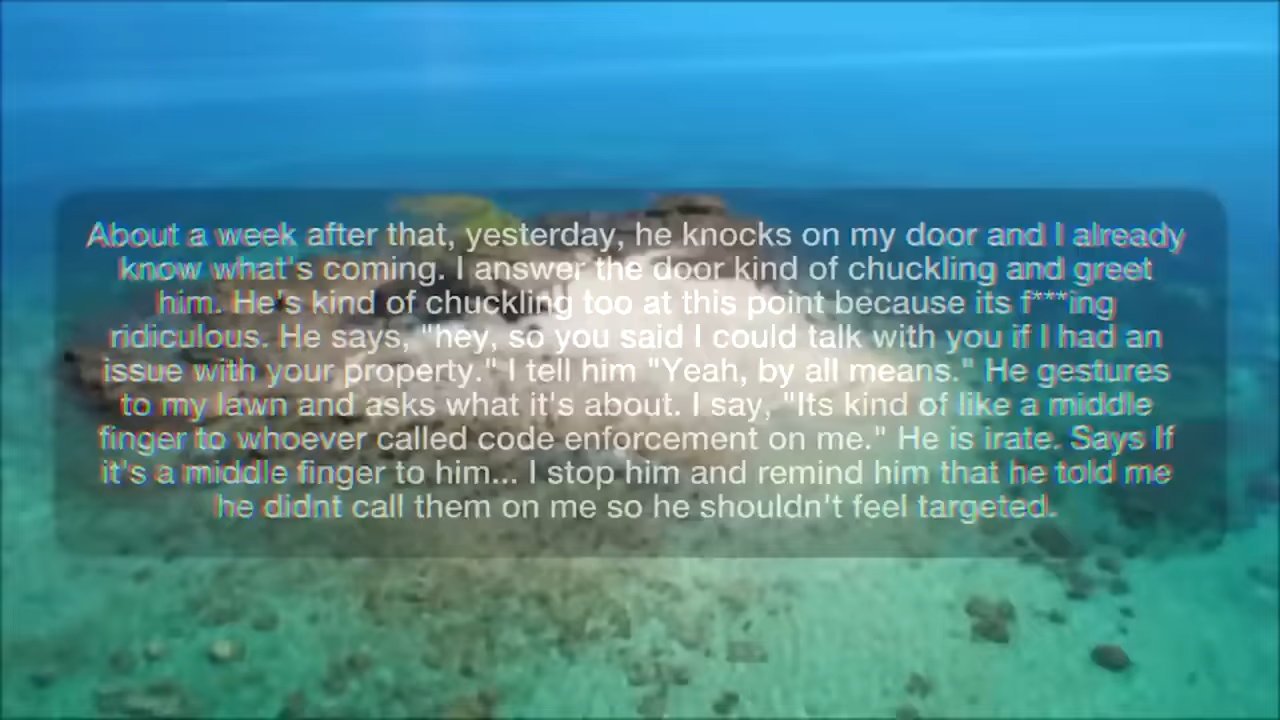 About a week after that, yesterday, he knocks on my door and I already
know what's coming. I answer the door kind of chuckling and greet
him. He's kind of chuckling too at this point because its f***ing
ridiculous. He says, "hey, so you said I could talk with you if I had an
issue with your property." I tell him "Yeah, by all means." He gestures
to my lawn and asks what it's about. I say, "Its kind of like a middle
finger to whoever called code enforcement on me." He is irate. Says If
it's a middle finger to him... I stop him and remind him that he told me
he didnt call them on me so he shouldn't feel targeted.